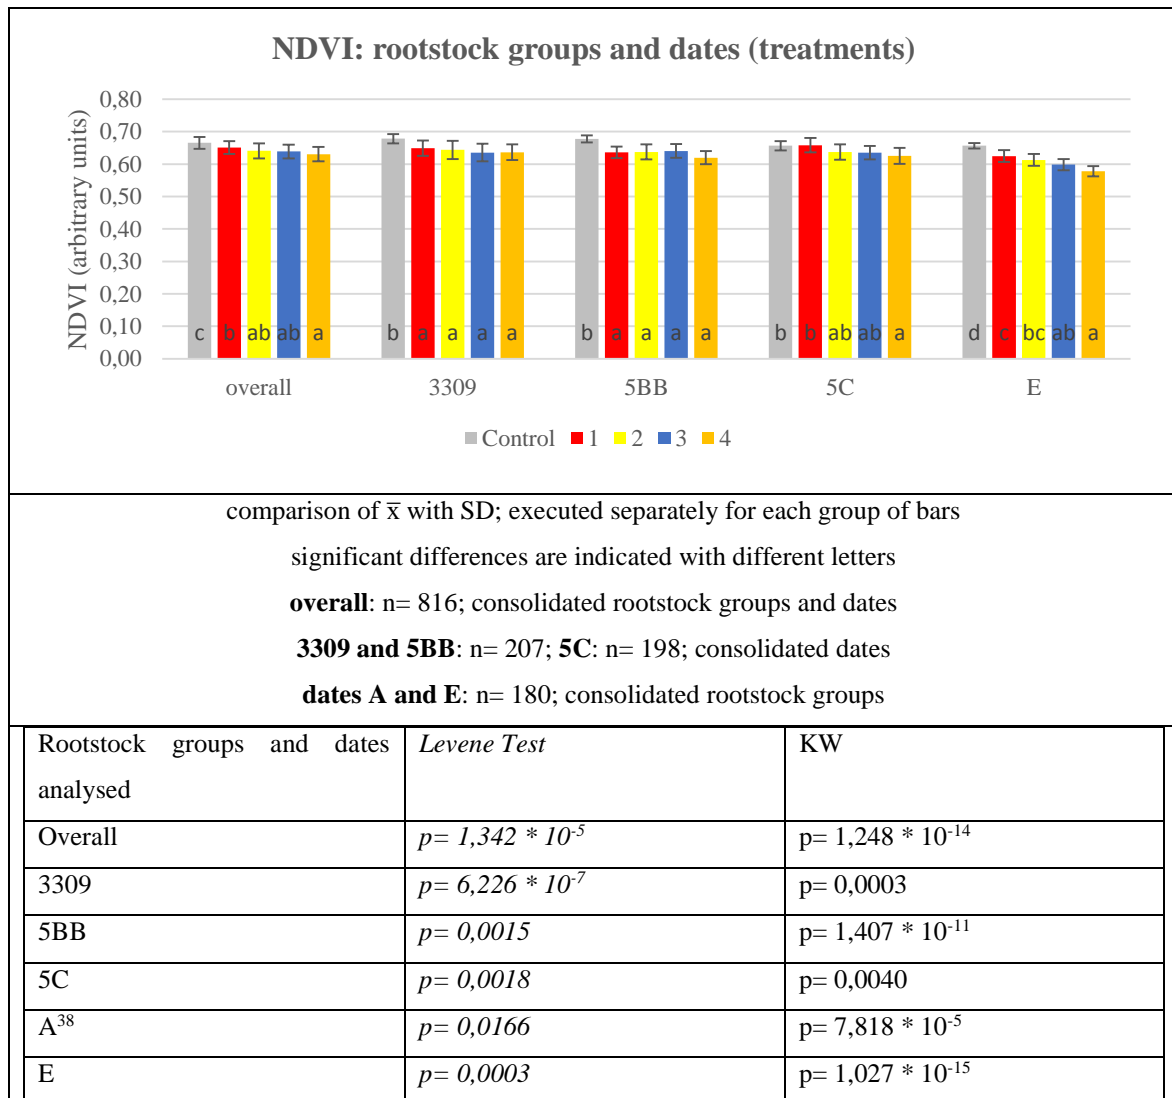 NDVI: rootstock groups and dates (treatments)
NDVI (arbitrary units)
0,80
0,70
0,60
0,50
0,40
0,30
0,20
0,10
0,00
c b ab ab a
b a a a a
b a a a a
b b ab ab a
d c bc ab a
overall 3309 5BB 5C E
Control 1 2 3 4
comparison of x̅ with SD; executed separately for each group of bars
significant differences are indicated with different letters
overall: n= 816; consolidated rootstock groups and dates
3309 and 5BB: n= 207; 5C: n= 198; consolidated dates
dates A and E: n= 180; consolidated rootstock groups
Rootstock groups and dates
analysed
Levene Test
KW
Overall
p= 1,342 * 10⁻⁵
p= 1,248 * 10⁻¹⁴
3309
p= 6,226 * 10⁻⁷
p= 0,0003
5BB
p= 0,0015
p= 1,407 * 10⁻¹¹
5C
p= 0,0018
p= 0,0040
A³⁸
p= 0,0166
p= 7,818 * 10⁻⁵
E
p= 0,0003
p= 1,027 * 10⁻¹⁵